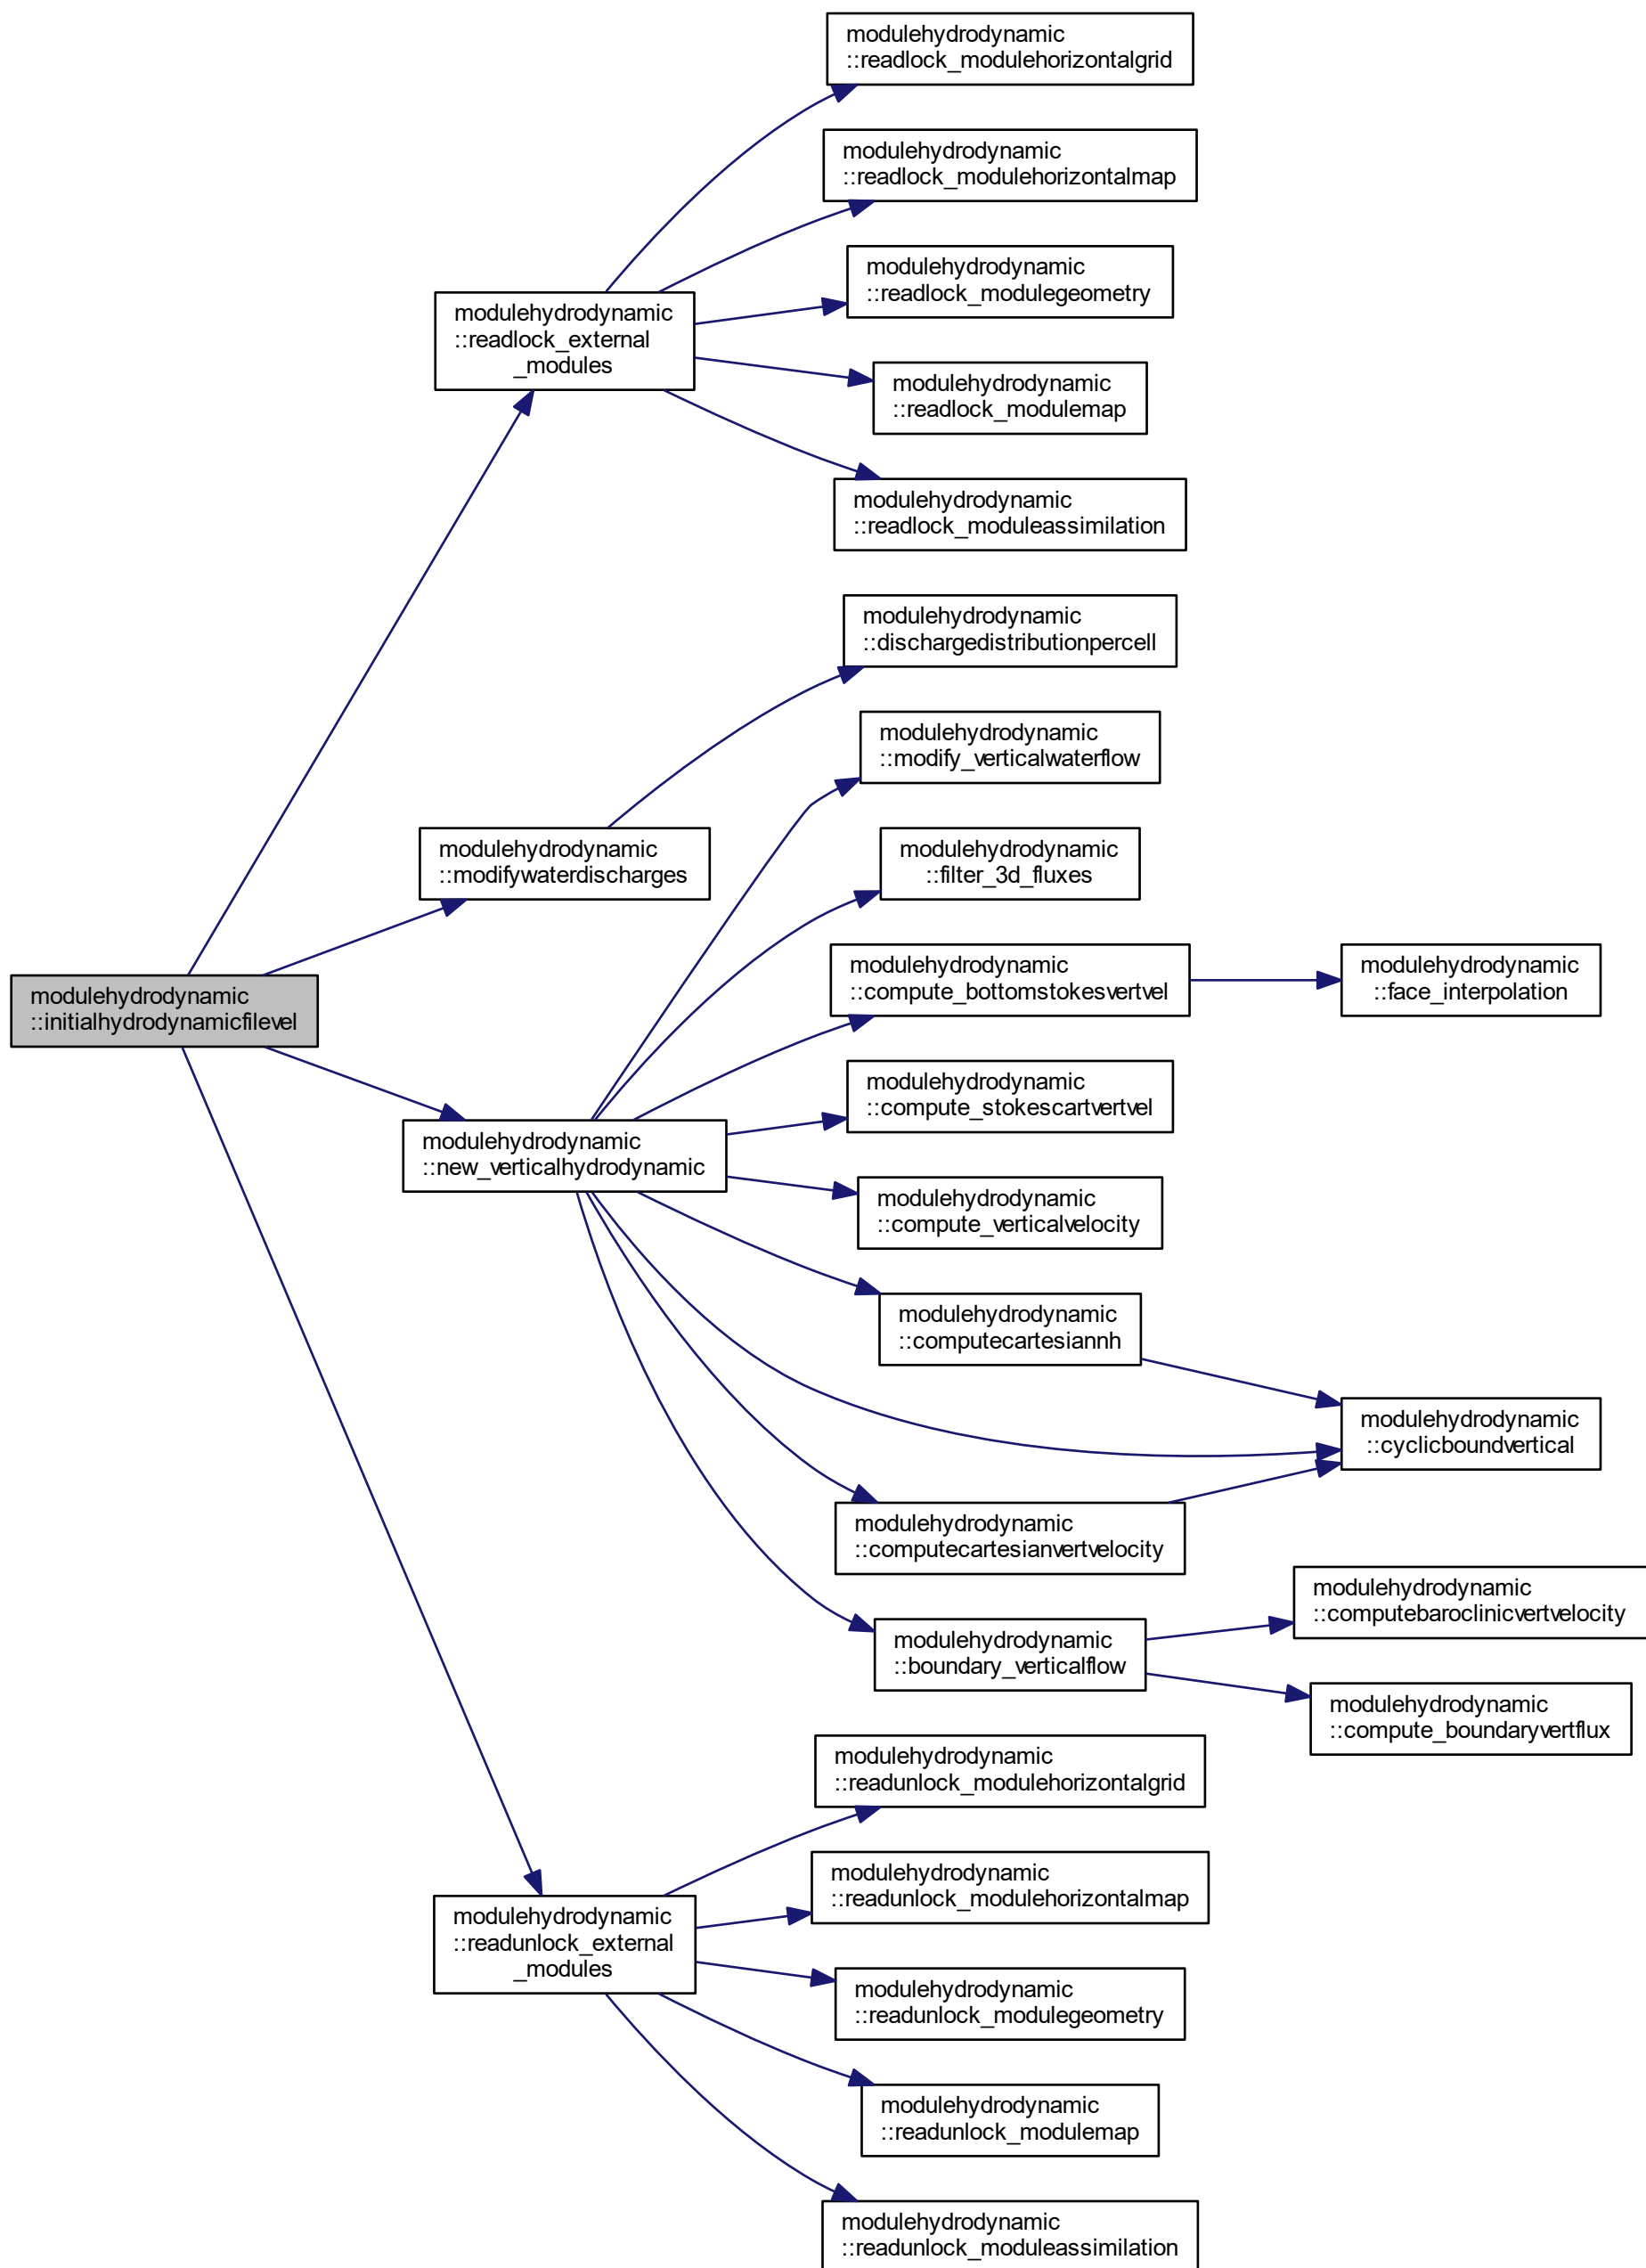 modulehydrodynamic
::readlock_modulehorizontalgrid
modulehydrodynamic
::readlock_modulehorizontalmap
modulehydrodynamic
::readlock_modulegeometry
modulehydrodynamic
::readlock_external
_modules
modulehydrodynamic
::readlock_modulemap
modulehydrodynamic
::readlock_moduleassimilation
modulehydrodynamic
::dischargedistributionpercell
modulehydrodynamic
::modify_verticalwaterflow
modulehydrodynamic
::modifywaterdischarges
modulehydrodynamic
::filter_3d_fluxes
modulehydrodynamic
::initialhydrodynamicfilevel
modulehydrodynamic
::compute_bottomstokesvertvel
modulehydrodynamic
::face_interpolation
modulehydrodynamic
::compute_stokescartvertvel
modulehydrodynamic
::new_verticalhydrodynamic
modulehydrodynamic
::compute_verticalvelocity
modulehydrodynamic
::computecartesiannh
modulehydrodynamic
::cyclicboundvertical
modulehydrodynamic
::computecartesianvertvelocity
modulehydrodynamic
::computebaroclinicvertvelocity
modulehydrodynamic
::boundary_verticalflow
modulehydrodynamic
::compute_boundaryvertflux
modulehydrodynamic
::readunlock_modulehorizontalgrid
modulehydrodynamic
::readunlock_modulehorizontalmap
modulehydrodynamic
::readunlock_external
_modules
modulehydrodynamic
::readunlock_modulegeometry
modulehydrodynamic
::readunlock_modulemap
modulehydrodynamic
::readunlock_moduleassimilation